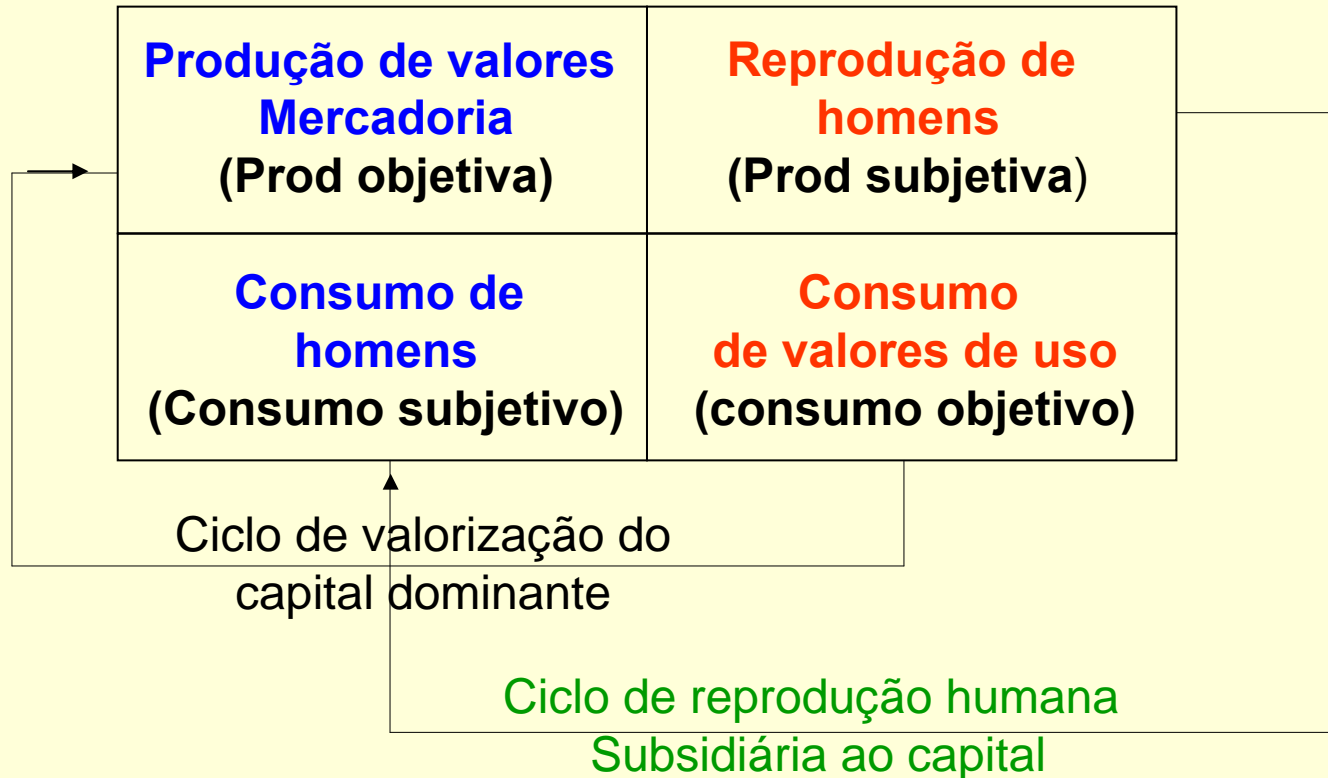 Produção de valores
Mercadoria
(Prod objetiva)
Reprodução de
homens
(Prod subjetiva)
Consumo de
homens
(Consumo subjetivo)
Consumo
de valores de uso
(consumo objetivo)
Ciclo de valorização do
capital dominante
Ciclo de reprodução humana
Subsidiária ao capital